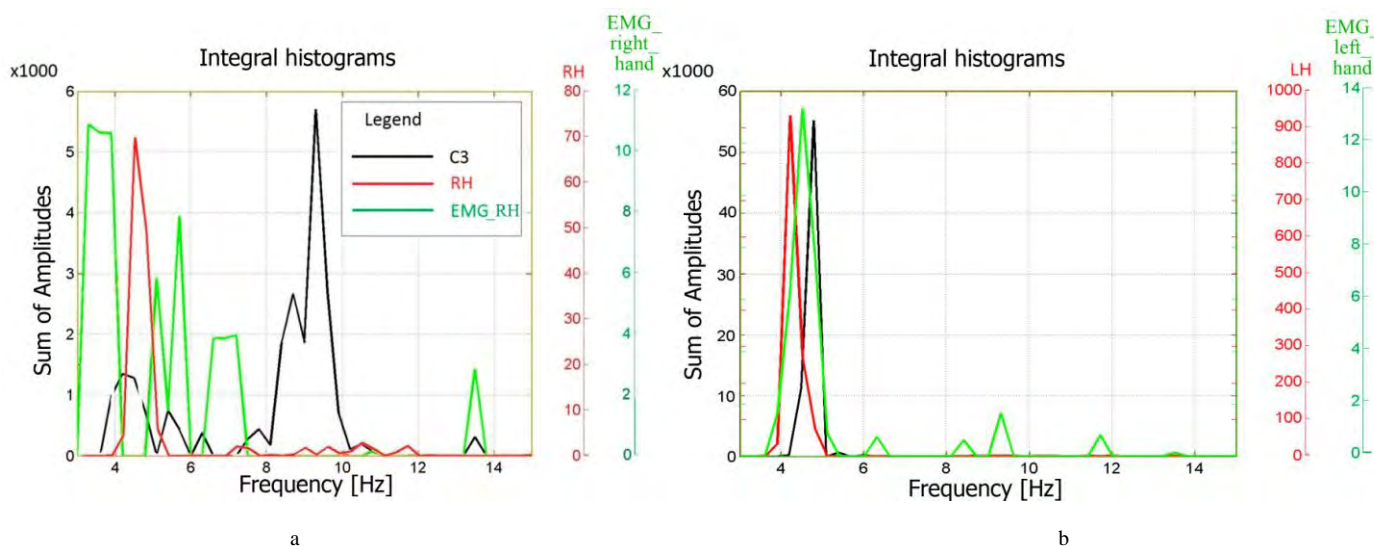 EMG_
right_
hand
Integral histograms
x1000
RH
6
5
4
3
2
1
0
Sum of Amplitudes
Legend
C3
RH
EMG_RH
80
70
60
50
40
30
20
10
0
12
10
8
6
4
2
0
4 6 8 10 12 14
Frequency [Hz]
a
EMG_
left_
hand
Integral histograms
x1000
LH
60
50
40
30
20
10
0
Sum of Amplitudes
1000
900
800
700
600
500
400
300
200
100
0
14
12
10
8
6
4
2
0
4 6 8 10 12 14
Frequency [Hz]
b